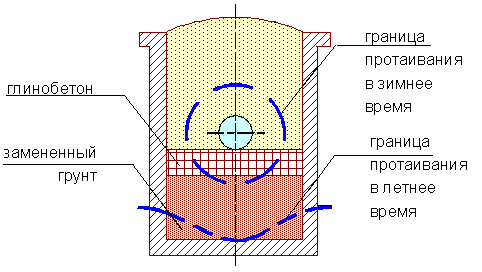 глинобетон
замененный
грунт
граница
протаивания
в зимнее
время
граница
протаивания
в летнее
время